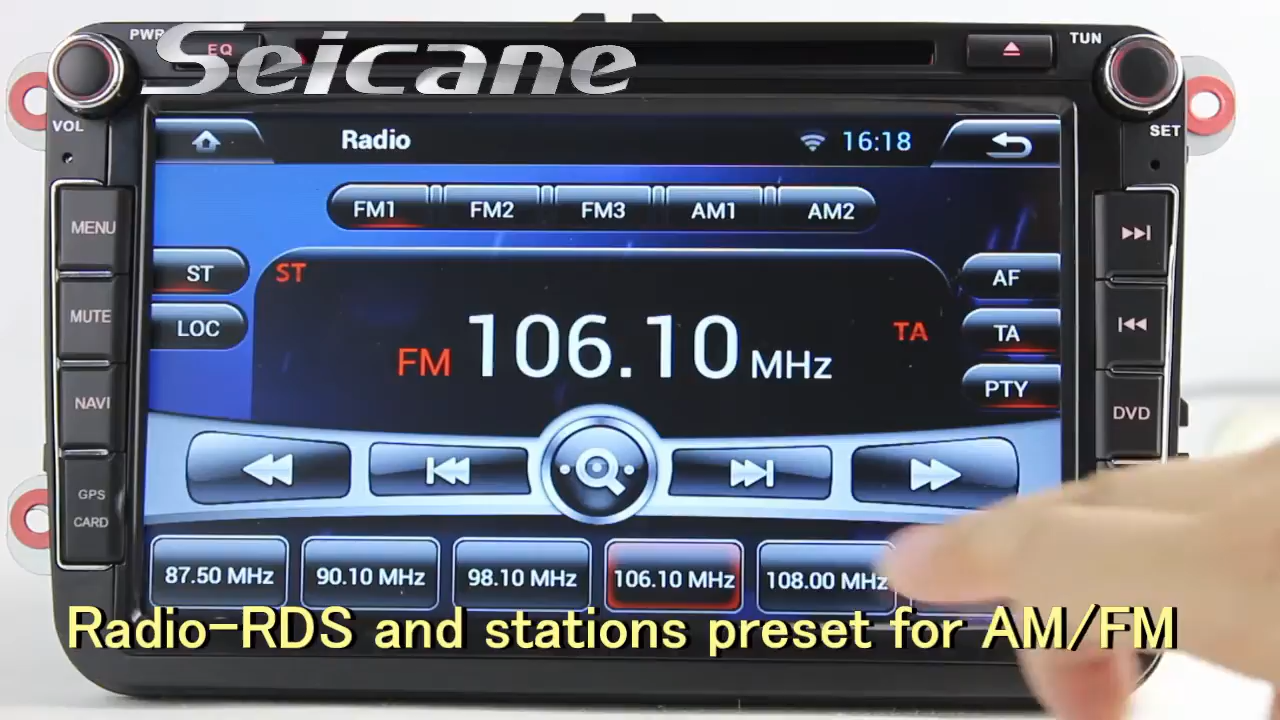 PWR
EQ
TUN
Seicane
VOL
SET
Radio
16:18
FM1
FM2
FM3
AM1
AM2
MENU
MUTE
NAVI
GPS
CARD
ST
LOC
ST
FM 106.10 MHz
TA
AF
TA
PTY
DVD
87.50 MHz
90.10 MHz
98.10 MHz
106.10 MHz
108.00 MHz
Radio-RDS and stations preset for AM/FM